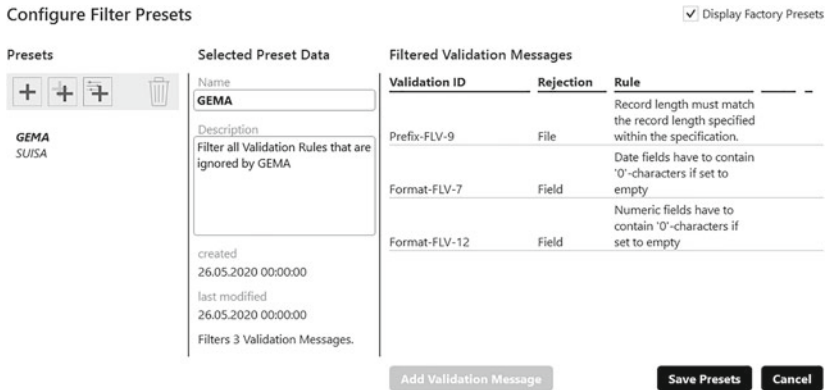 Configure Filter Presets
Display Factory Presets
Presets
GEMA
SUISA
Selected Preset Data
Name
GEMA
Description
Filter all Validation Rules that are
ignored by GEMA
created
26.05.2020 00:00:00
last modified
26.05.2020 00:00:00
Filters 3 Validation Messages.
Filtered Validation Messages
Validation ID Rejection Rule
Record length must match
the record length specified
Prefix-FLV-9 File within the specification.
Date fields have to contain
'0'-characters if set to
Format-FLV-7 Field empty
Numeric fields have to
contain '0'-characters if
Format-FLV-12 Field set to empty
Add Validation Message
Save Presets
Cancel